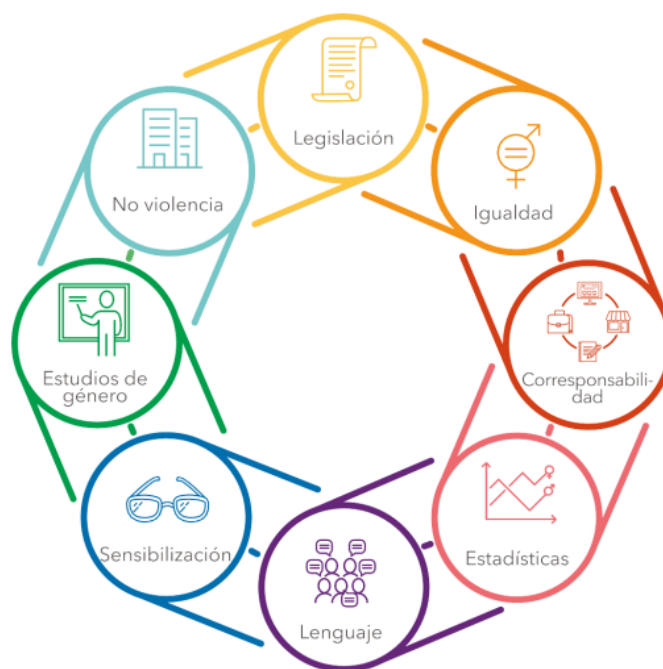 Legislación
Igualdad
Corresponsabili-
dad
Estadísticas
Lenguaje
Sensibilización
Estudios de
género
No violencia